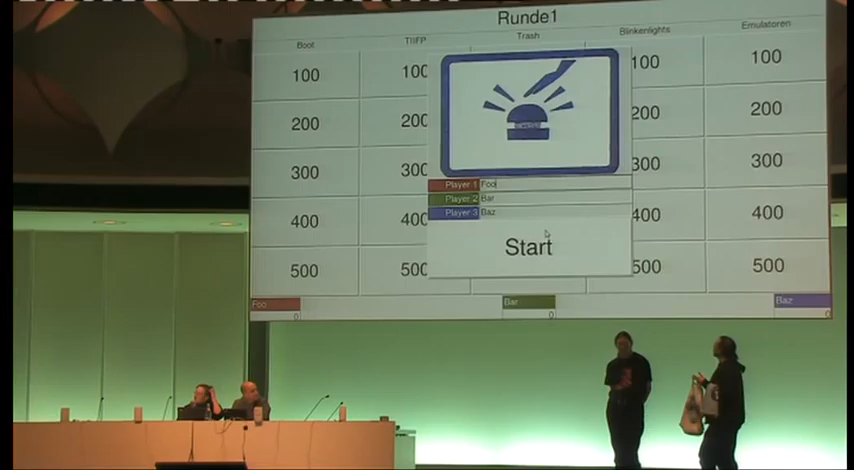 Runde1
Boot TIIFP Trash Blinkenlights Emulatoren
100 100 100 100
200 200 200 200
300 300 300 300
400 400 400 400
500 500 500 500
Player 1 Foo
Player 2 Bar
Player 3 Baz
Start
Foo Bar Baz
0 0 0